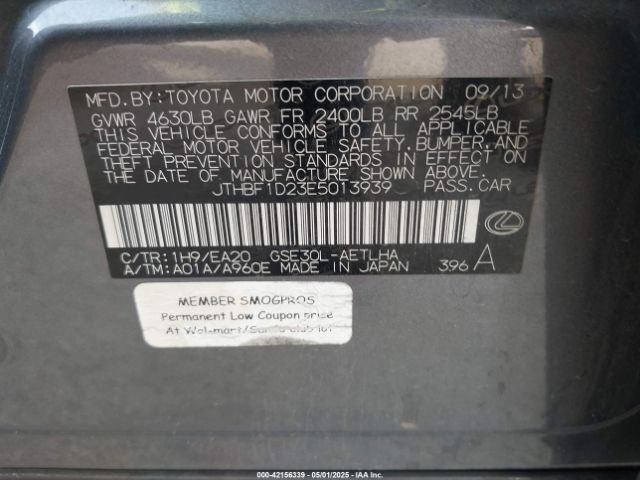 MFD.BY:TOYOTA MOTOR CORPORATION 09/13
GVWR 4630LB GAWR FR 2400LB RR 2545LB
THIS VEHICLE CONFORMS TO ALL APPLICABLE
FEDERAL MOTOR VEHICLE SAFETY,BUMPER,AND
THEFT PREVENTION STANDARDS IN EFFECT ON
THE DATE OF MANUFACTURE SHOWN ABOVE.
JTHBF1D23E5013939 PASS.CAR
C/TR:1H9/EA20 GSE30L-AETLHA
A/TM:A01A/A960E MADE IN JAPAN 396 A
MEMBER SMOGPROS
Permanent Low Coupon price
At Wal-mart/
000-42156339 - 05/01/2025 - IAA Inc.